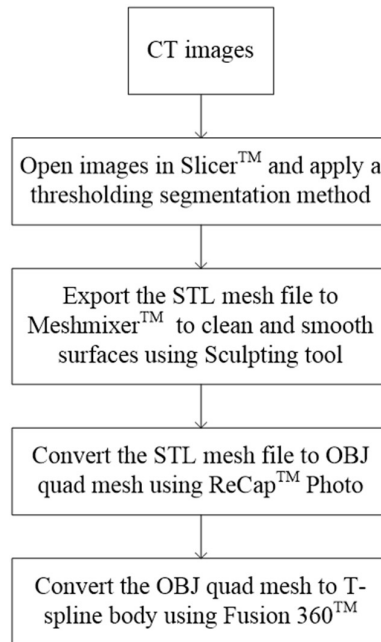 CT images
Open images in Slicer™ and apply a
thresholding segmentation method
Export the STL mesh file to
Meshmixer™ to clean and smooth
surfaces using Sculpting tool
Convert the STL mesh file to OBJ
quad mesh using ReCap™ Photo
Convert the OBJ quad mesh to T-
spline body using Fusion 360™